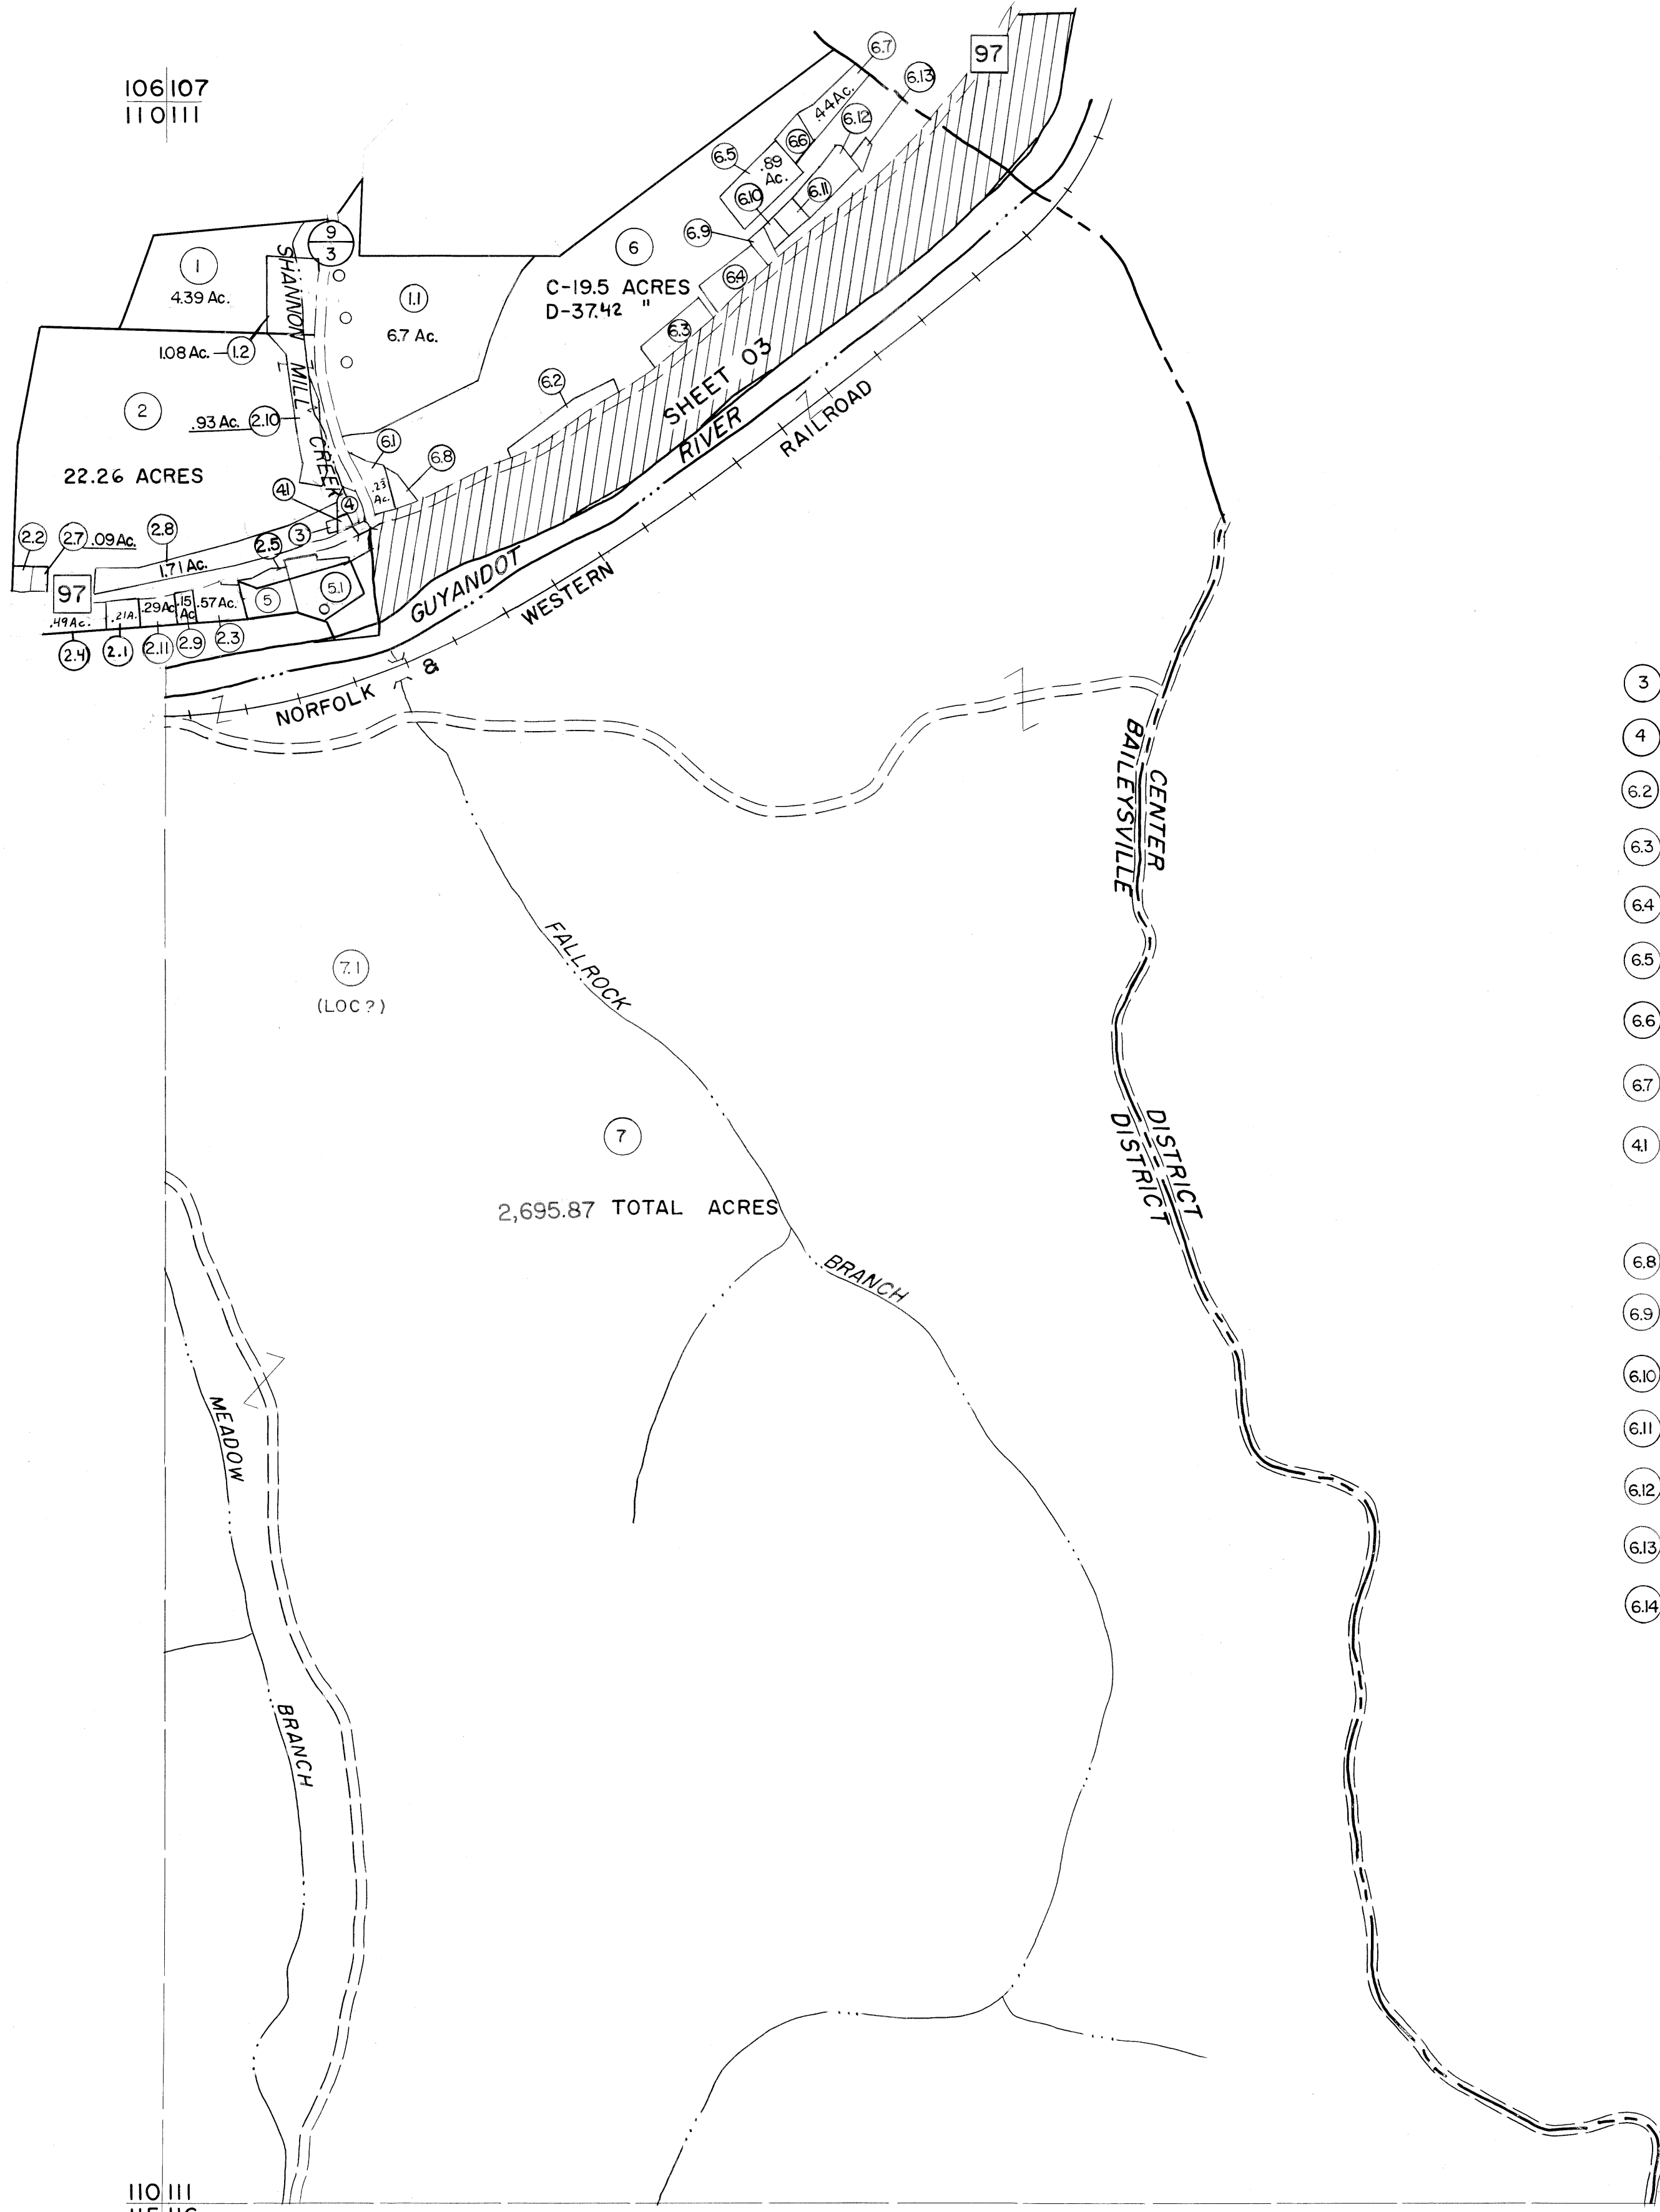 106 107
110 111
97
6.7
6.13
.44 Ac.
6.12
6.6
6.5
.89
Ac.
6.10
6.11
6.9
9
3
6
1
4.39 Ac.
SHANNON MILL CREEK
1.1
6.7 Ac.
C-19.5 ACRES
D-37.42 "
6.4
6.3
1.08 Ac.
1.2
SHEET 03
6.2
2
.93 Ac.
2.10
GUYANDOT RIVER
NORFOLK & WESTERN RAILROAD
6.1
6.8
22.26 ACRES
.23
Ac.
4.1
4
2.2
2.7
.09 Ac.
2.8
2.5
3
1.71 Ac.
97
5
5.1
.49 Ac.
.21 A.
.29 Ac
.15
Ac
.57 Ac.
2.4
2.1
2.11
2.9
2.3
CENTER DISTRICT
BAILEYSVILLE DISTRICT
7.1
(LOC?)
FALLROCK BRANCH
7
2,695.87 TOTAL ACRES
MEADOW BRANCH
3
4
6.2
6.3
6.4
6.5
6.6
6.7
4.1
6.8
6.9
6.10
6.11
6.12
6.13
6.14
110 111